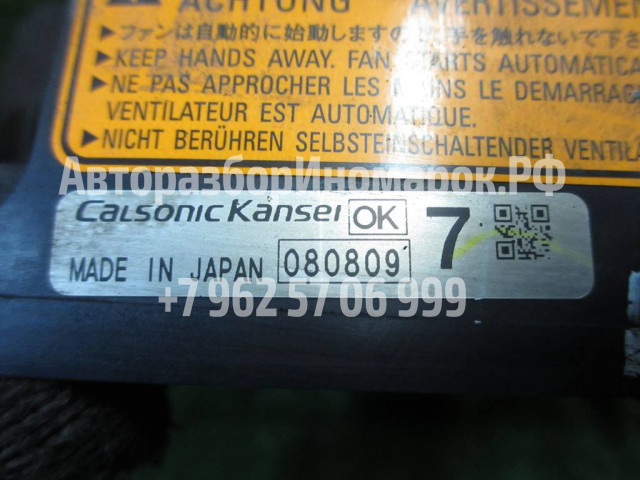 ACHTUNG AVERTISSEMEN
▶ファンは自動的に始動しますので、手を触れないで下さ
▶KEEP HANDS AWAY. FAN STARTS AUTOMATICA
▶NE PAS APPROCHER LES MAINS LE DEMARRAG
VENTILATEUR EST AUTOMATIQUE.
▶NICHT BERÜHREN SELBSTEINSCHALTENDER VENTILA
АвторазборИномарок.РФ
CALSONIC KANSEI OK 7
MADE IN JAPAN 080809
+7 962 57 06 999